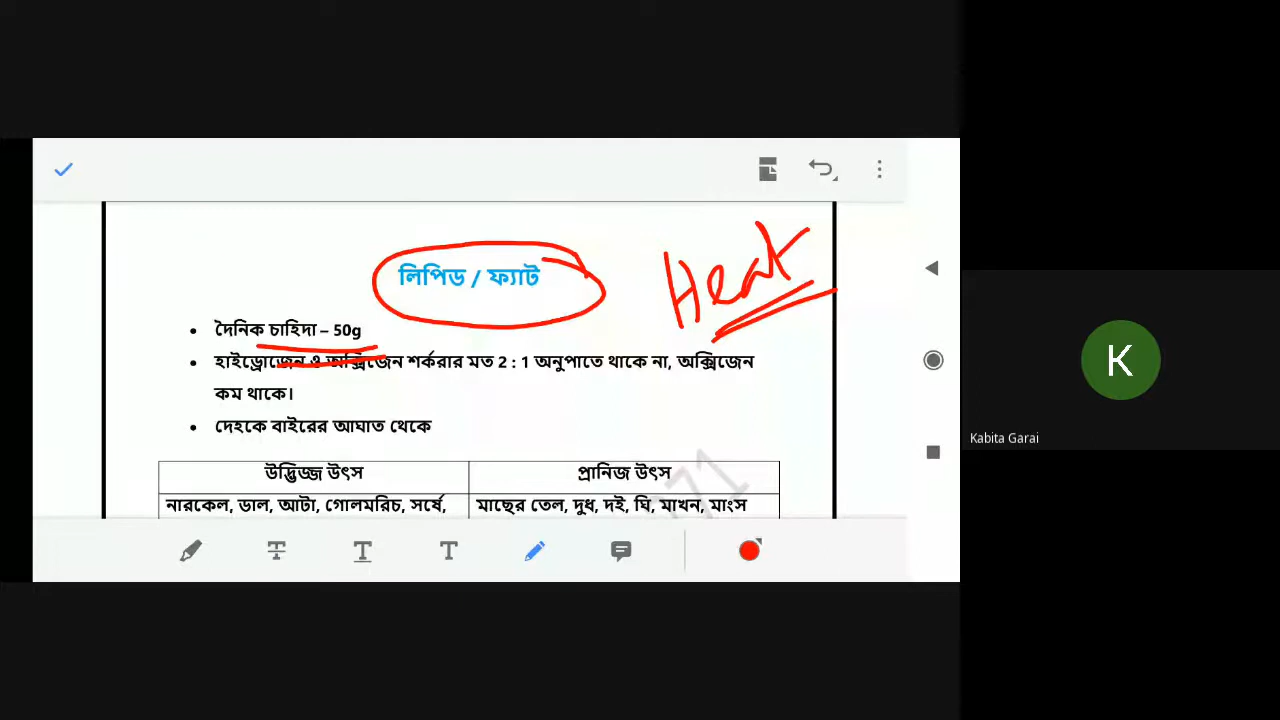 লিপিড / ফ্যাট
Heat
দৈনিক চাহিদা – 50g
হাইড্রোজেন ও অক্সিজেন শর্করার মত 2 : 1 অনুপাতে থাকে না, অক্সিজেন
কম থাকে।
দেহকে বাইরের আঘাত থেকে
উদ্ভিজ্জ উৎস
প্রানিজ উৎস
নারকেল, ডাল, আটা, গোলমরিচ, সর্ষে,
মাছের তেল, দুধ, দই, ঘি, মাখন, মাংস
K
Kabita Garai